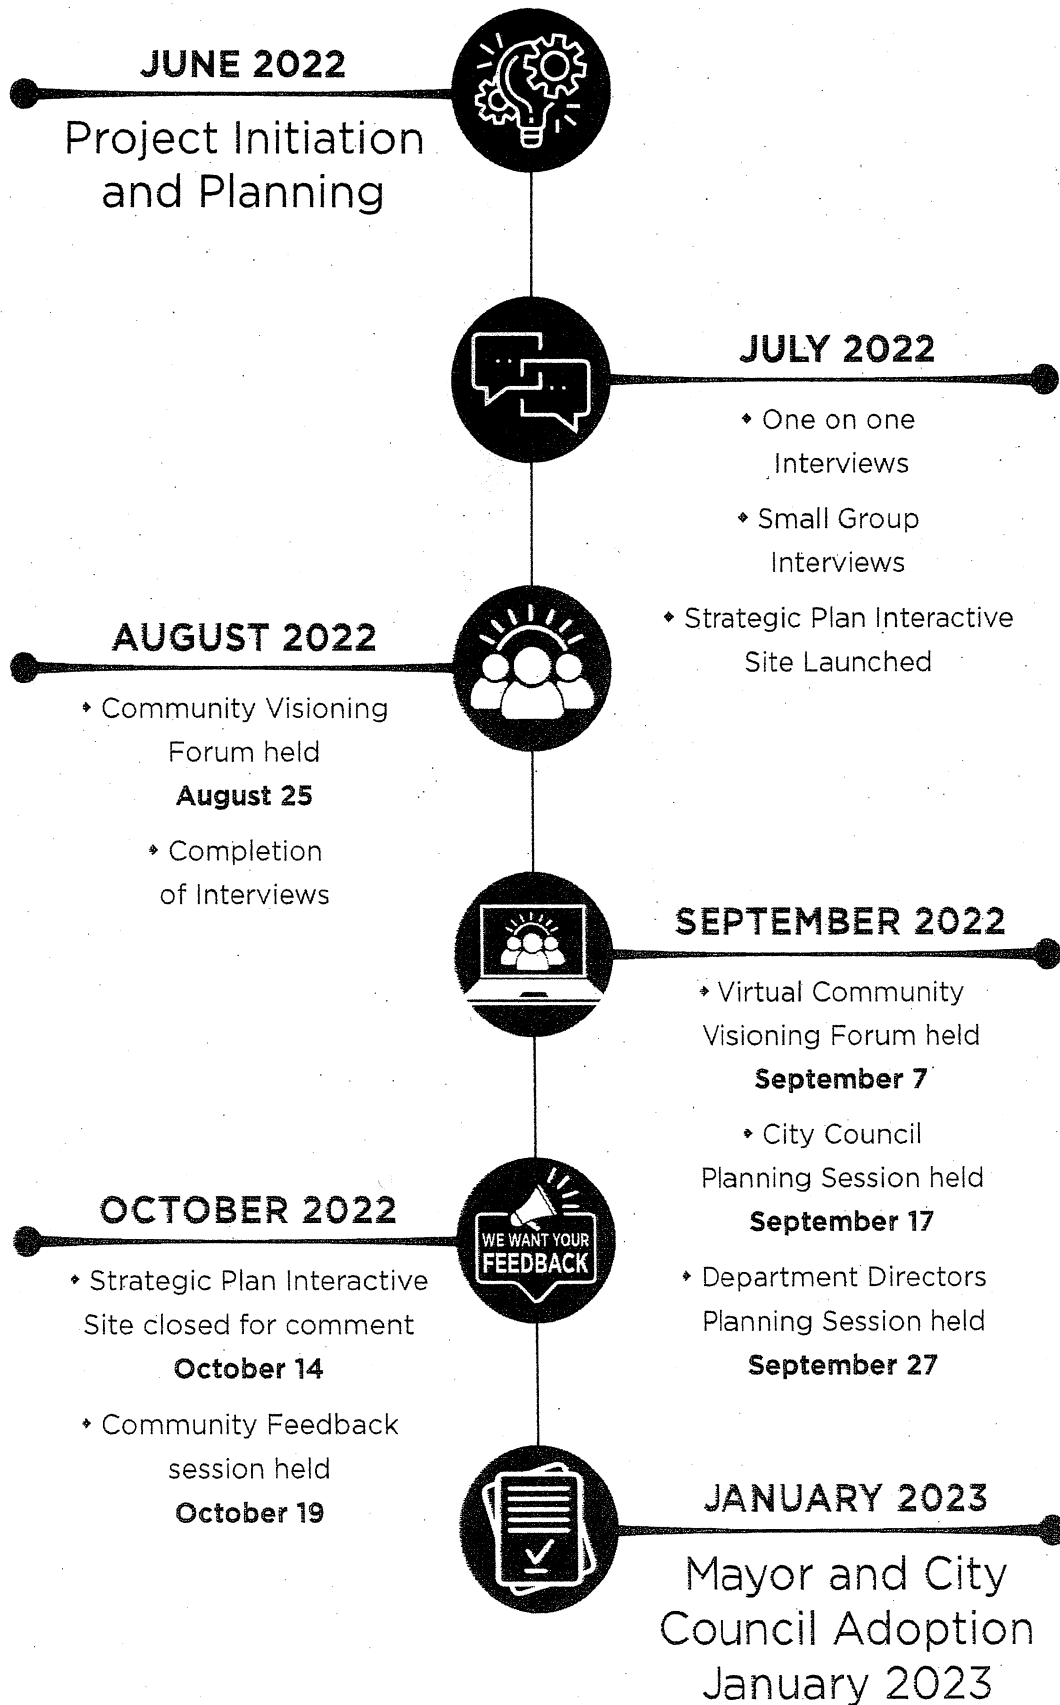 JUNE 2022
Project Initiation
and Planning
JULY 2022
• One on one
Interviews
• Small Group
Interviews
• Strategic Plan Interactive
Site Launched
AUGUST 2022
• Community Visioning
Forum held
August 25
• Completion
of Interviews
SEPTEMBER 2022
• Virtual Community
Visioning Forum held
September 7
• City Council
Planning Session held
September 17
• Department Directors
Planning Session held
September 27
OCTOBER 2022
WE WANT YOUR
FEEDBACK
• Strategic Plan Interactive
Site closed for comment
October 14
• Community Feedback
session held
October 19
JANUARY 2023
Mayor and City
Council Adoption
January 2023